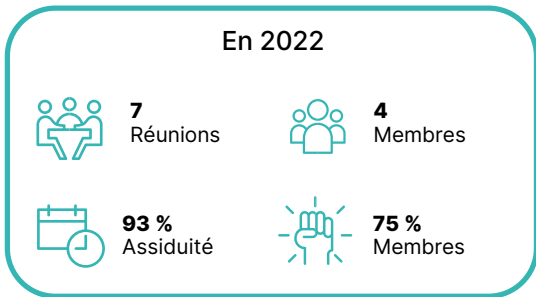 En 2022
7
Réunions
4
Membres
93 %
Assiduité
75 %
Membres